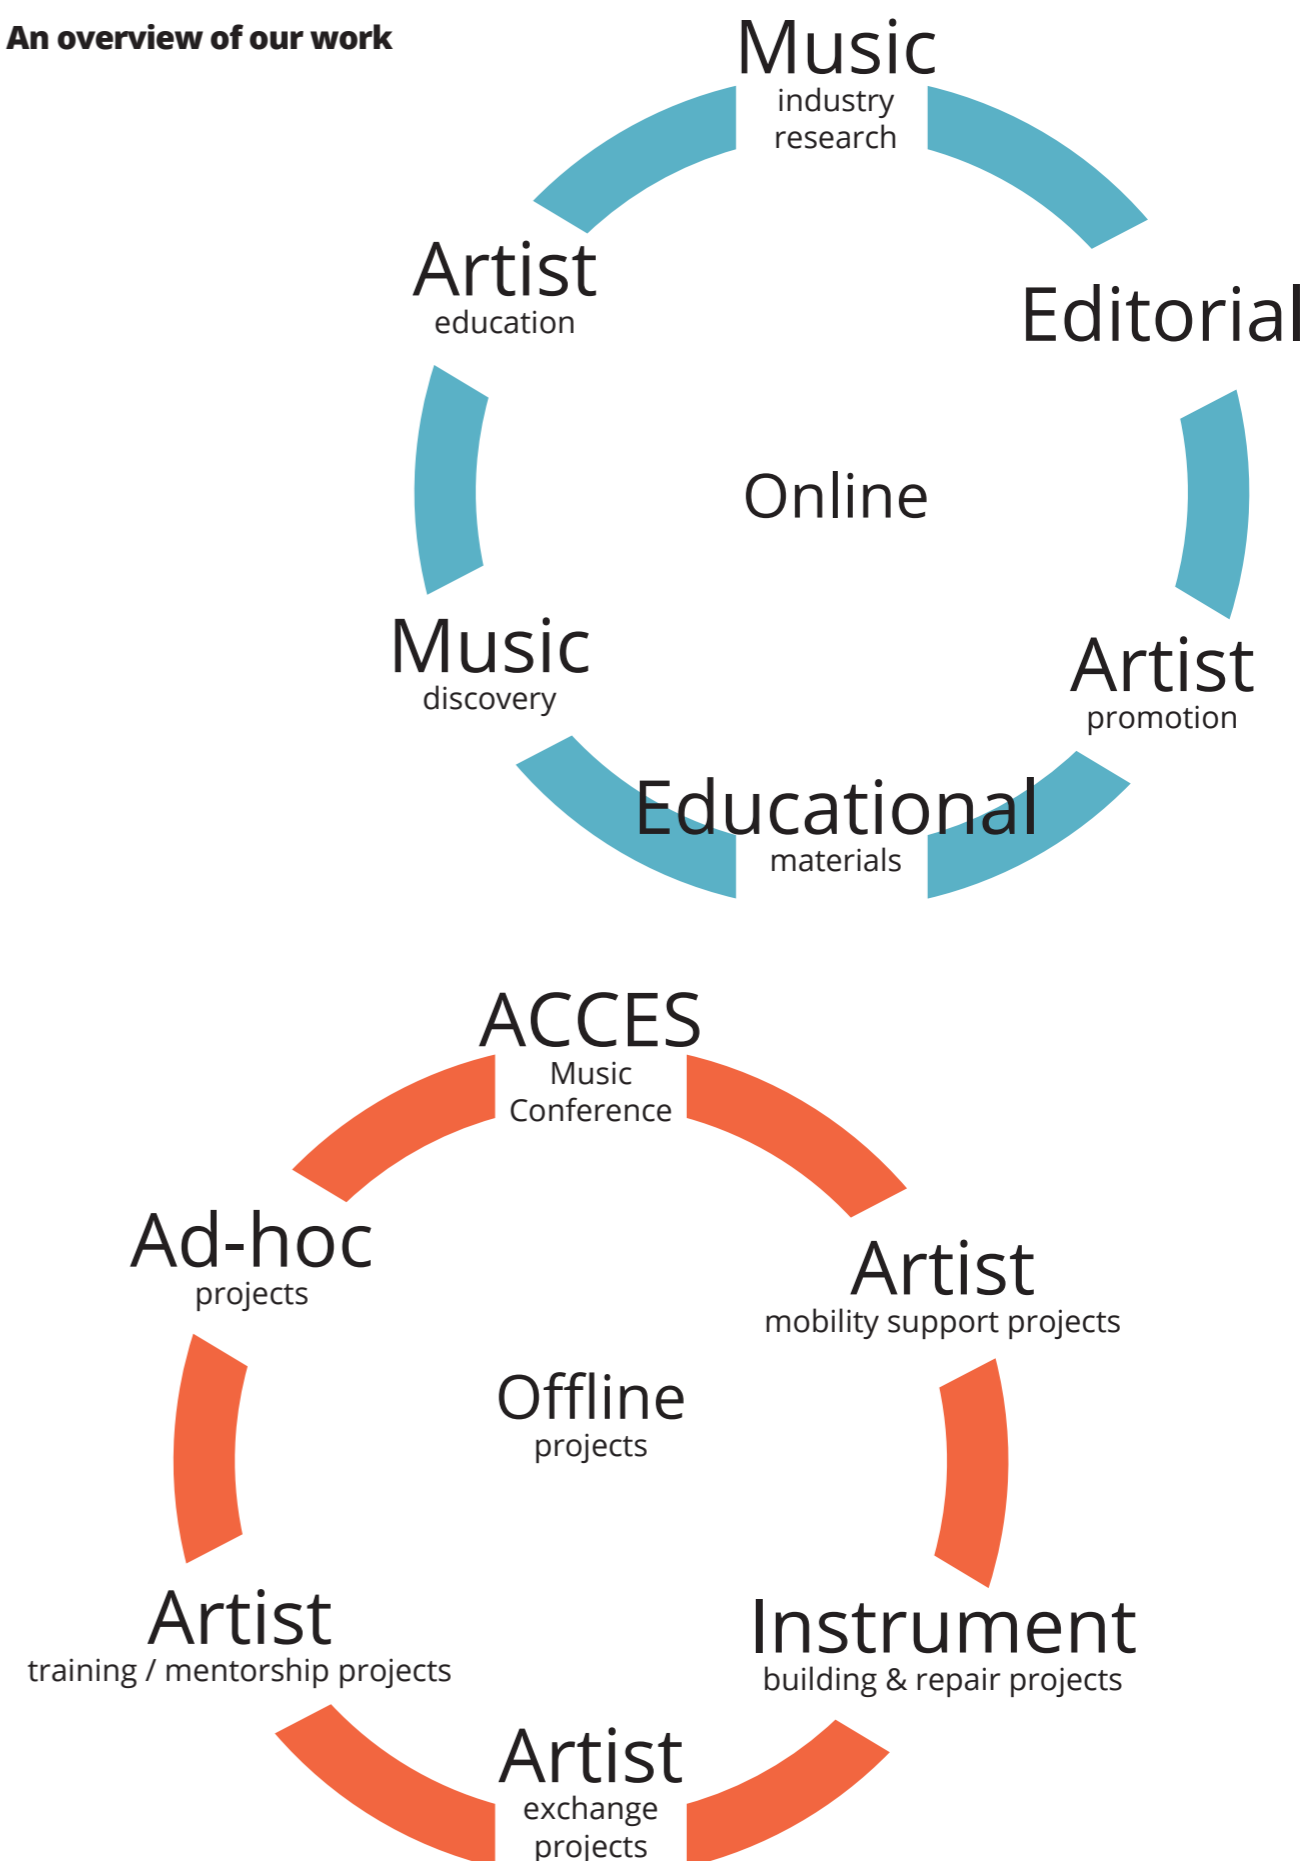 An overview of our work
Music
industry
research
Editorial
Artist
promotion
Educational
materials
Music
discovery
Artist
education
Online
ACCES
Music
Conference
Artist
mobility support projects
Instrument
building & repair projects
Artist
exchange
projects
Artist
training / mentorship projects
Ad-hoc
projects
Offline
projects